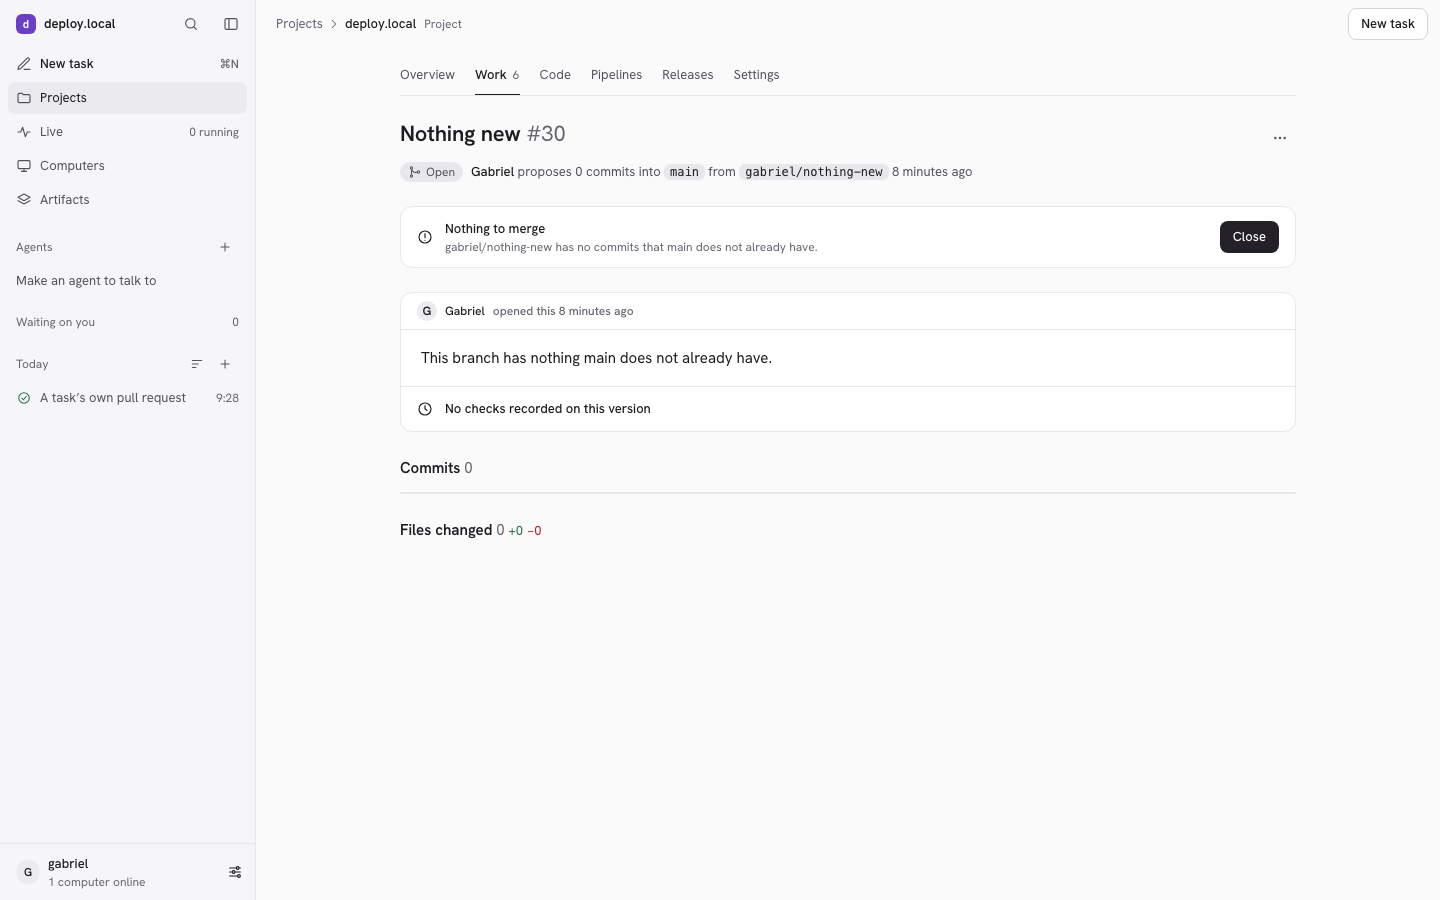 d deploy.local
New task ⌘N
Projects
Live 0 running
Computers
Artifacts
Agents
Make an agent to talk to
Waiting on you 0
Today
A task’s own pull request 9:28
G gabriel
1 computer online
Projects > deploy.local Project
New task
Overview Work 6 Code Pipelines Releases Settings
Nothing new #30
Open Gabriel proposes 0 commits into main from gabriel/nothing-new 8 minutes ago
Nothing to merge
gabriel/nothing-new has no commits that main does not already have.
Close
G Gabriel opened this 8 minutes ago
This branch has nothing main does not already have.
No checks recorded on this version
Commits 0
Files changed 0 +0 −0